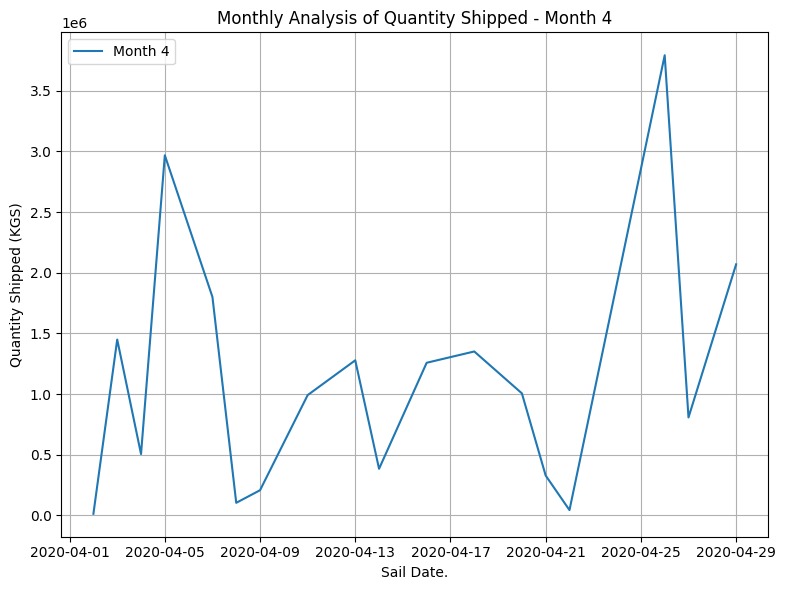 Monthly Analysis of Quantity Shipped - Month 4
1e6
Month 4
3.5
3.0
2.5
2.0
1.5
1.0
0.5
0.0
Quantity Shipped (KGS)
2020-04-01 2020-04-05 2020-04-09 2020-04-13 2020-04-17 2020-04-21 2020-04-25 2020-04-29
Sail Date.